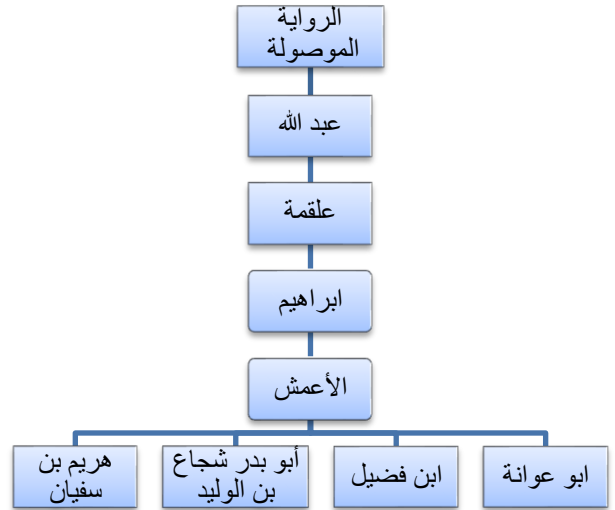 الرواية
الموصولة
عبد الله
علقمة
ابراهيم
الأعمش
ابو عوانة
ابن فضيل
أبو بدر شجاع
بن الوليد
هريم بن
سفيان